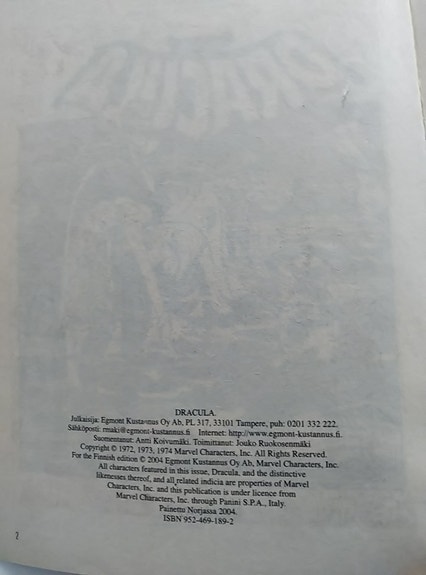 DRACULA.
Julkaisija: Egmont Kustannus Oy Ab, PL 317, 33101 Tampere, puh: 0201 332 222.
Sähköposti: rmaki@egmont-kustannus.fi Internet: http://www.egmont-kustannus.fi.
Suomentanut: Antti Koivumäki. Toimittanut: Jouko Ruokosenmäki
Copyright © 1972, 1973, 1974 Marvel Characters, Inc. All Rights Reserved.
For the Finnish edition © 2004 Egmont Kustannus Oy Ab, Marvel Characters, Inc.
All characters featured in this issue, Dracula, and the distinctive
likenesses thereof, and all related indicia are properties of Marvel
Characters, Inc. and this publication is under licence from
Marvel Characters, Inc. through Panini S.P.A., Italy.
Painettu Norjassa 2004.
ISBN 952-469-189-2
2